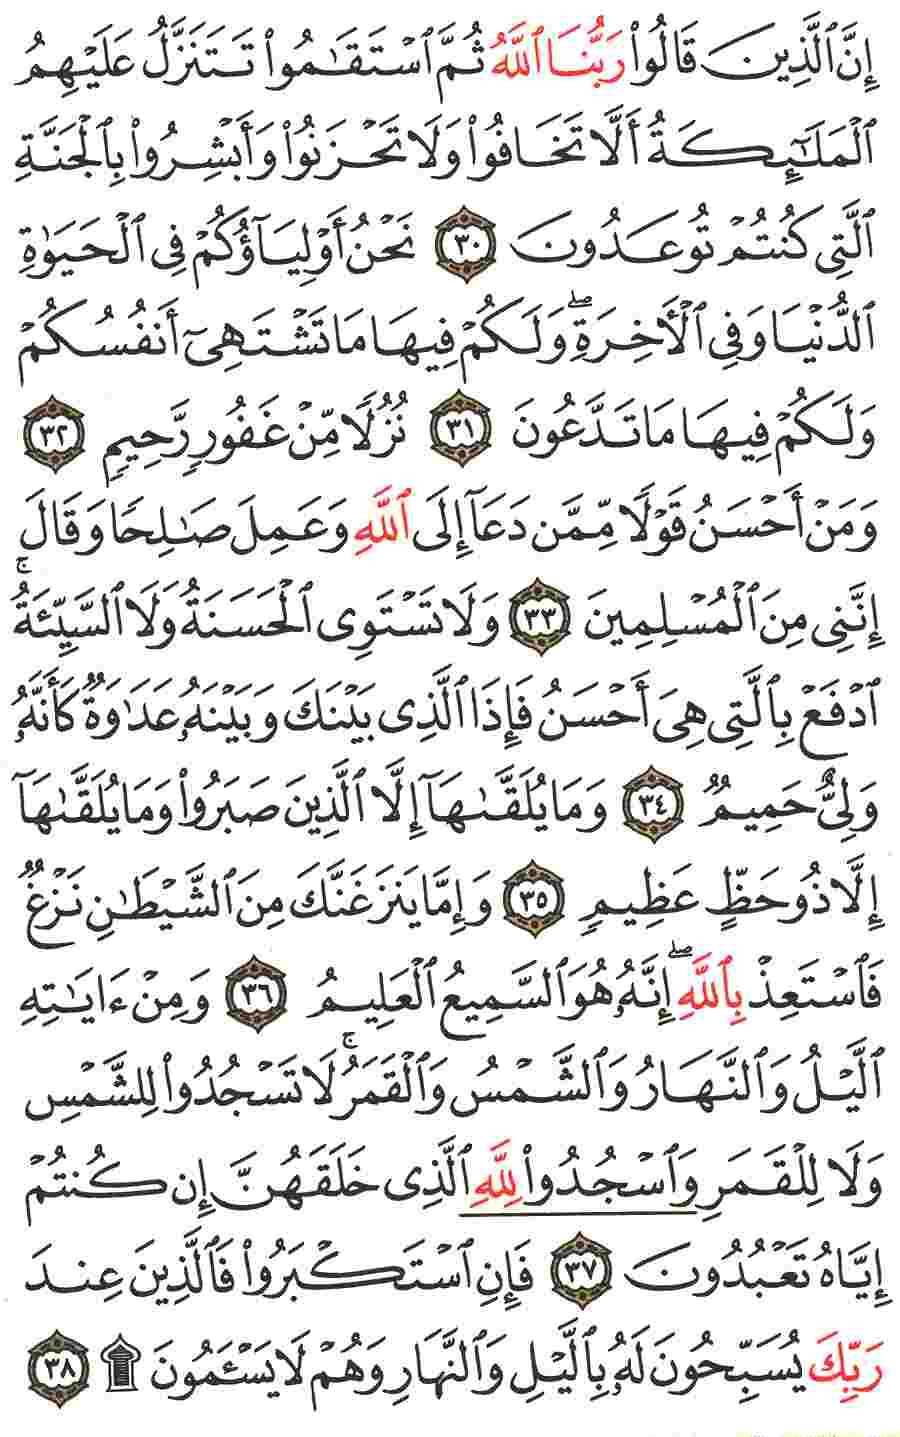 إِنَّ ٱلَّذِينَ قَالُوا۟ رَبُّنَا ٱللَّهُ ثُمَّ ٱسْتَقَـٰمُوا۟ تَتَنَزَّلُ عَلَيْهِمُ
ٱلْمَلَـٰٓئِكَةُ أَلَّا تَخَافُوا۟ وَلَا تَحْزَنُوا۟ وَأَبْشِرُوا۟ بِٱلْجَنَّةِ
ٱلَّتِى كُنتُمْ تُوعَدُونَ ٣٠ نَحْنُ أَوْلِيَآؤُكُمْ فِى ٱلْحَيَوٰةِ
ٱلدُّنْيَا وَفِى ٱلْـَٔاخِرَةِ ۖ وَلَكُمْ فِيهَا مَا تَشْتَهِىٓ أَنفُسُكُمْ
وَلَكُمْ فِيهَا مَا تَدَّعُونَ ٣١ نُزُلًا مِّنْ غَفُورٍ رَّحِيمٍ ٣٢
وَمَنْ أَحْسَنُ قَوْلًا مِّمَّن دَعَآ إِلَى ٱللَّهِ وَعَمِلَ صَـٰلِحًا وَقَالَ
إِنَّنِى مِنَ ٱلْمُسْلِمِينَ ٣٣ وَلَا تَسْتَوِى ٱلْحَسَنَةُ وَلَا ٱلسَّيِّئَةُ ۚ
ٱدْفَعْ بِٱلَّتِى هِىَ أَحْسَنُ فَإِذَا ٱلَّذِى بَيْنَكَ وَبَيْنَهُۥ عَدَٰوَةٌ كَأَنَّهُۥ
وَلِىٌّ حَمِيمٌ ٣٤ وَمَا يُلَقَّىٰهَآ إِلَّا ٱلَّذِينَ صَبَرُوا۟ وَمَا يُلَقَّىٰهَآ
إِلَّا ذُو حَظٍّ عَظِيمٍ ٣٥ وَإِمَّا يَنزَغَنَّكَ مِنَ ٱلشَّيْطَـٰنِ نَزْغٌ
فَٱسْتَعِذْ بِٱللَّهِ ۖ إِنَّهُۥ هُوَ ٱلسَّمِيعُ ٱلْعَلِيمُ ٣٦ وَمِنْ ءَايَـٰتِهِ
ٱلَّيْلُ وَٱلنَّهَارُ وَٱلشَّمْسُ وَٱلْقَمَرُ ۚ لَا تَسْجُدُوا۟ لِلشَّمْسِ
وَلَا لِلْقَمَرِ وَٱسْجُدُوا۟ لِلَّهِ ٱلَّذِى خَلَقَهُنَّ إِن كُنتُمْ
إِيَّاهُ تَعْبُدُونَ ٣٧ فَإِنِ ٱسْتَكْبَرُوا۟ فَٱلَّذِينَ عِندَ
رَبِّكَ يُسَبِّحُونَ لَهُۥ بِٱلَّيْلِ وَٱلنَّهَارِ وَهُمْ لَا يَسْـَٔمُونَ ۩ ٣٨